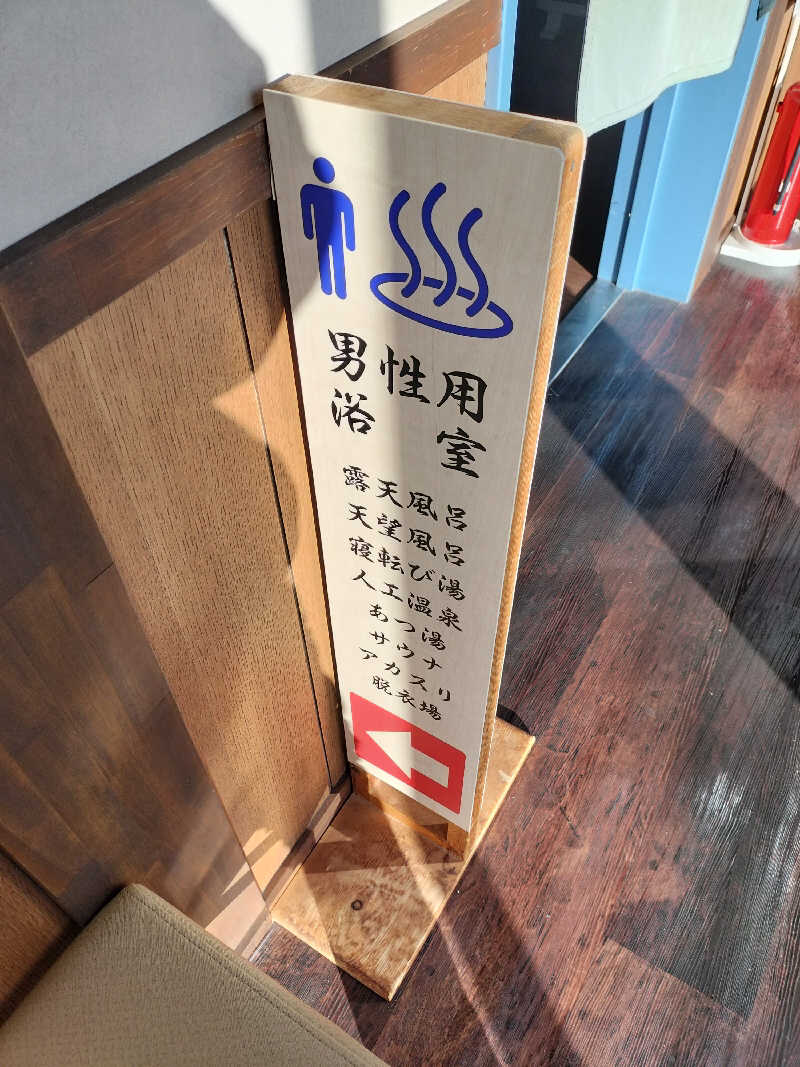 男性用
浴室
露天風呂
天望風呂
寝転び湯
人工温泉
あつ湯
サウナ
アカスリ
脱衣場